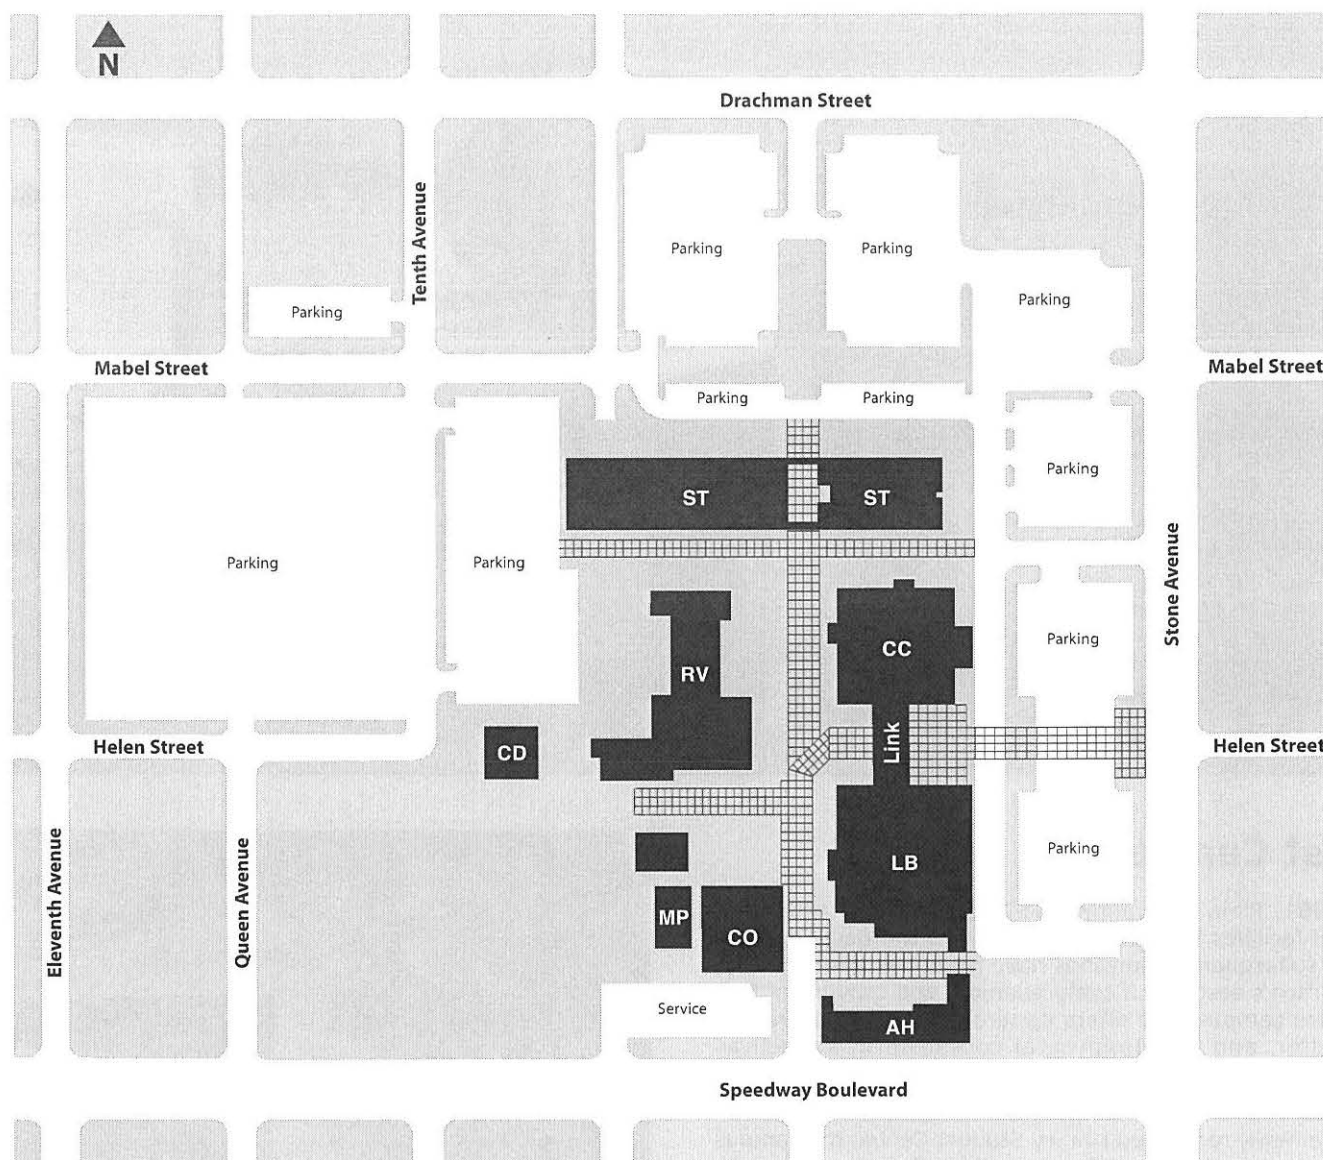 N
Drachman Street
Tenth Avenue
Parking
Parking
Parking
Parking
Mabel Street
Mabel Street
Parking
Parking
Parking
ST
ST
Parking
Parking
Stone Avenue
Parking
CC
RV
Link
CD
Helen Street
Helen Street
Eleventh Avenue
Queen Avenue
Parking
LB
MP
CO
Service
AH
Speedway Boulevard